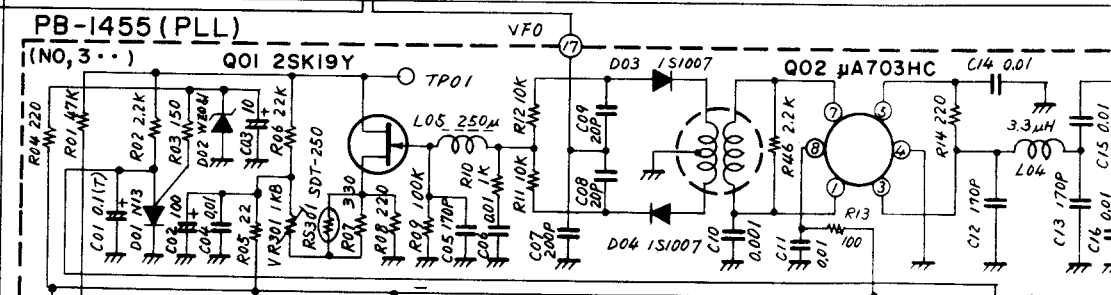 PB-1455 (PLL)
VFO
17
(NO, 3 · · )
Q01 2SK19Y
TP01
D03 1S1007
Q02 µA703HC
C14 0.01
R04 220
R01 47K
R02 2.2K
R03 150
D02 WZ061
C03 10
R06 22K
SDT-250
L05 250µ
R12 10K
C09 20P
R46 2.2K
7
5
8
4
1
3
R14 220
3.3µH
L04
C15 0.01
C01 0.1(T)
D01 N13
C02 100
C04 0.01
R05 22
VR301 1KB
RS301
R07 330
R08 220
R09 100K
C05 170P
R10 1K
C06 0.01
R11 10K
C08 20P
C07 200P
D04 1S1007
C10 0.001
C11 0.01
R13 100
C12 170P
C13 170P
C16 0.01